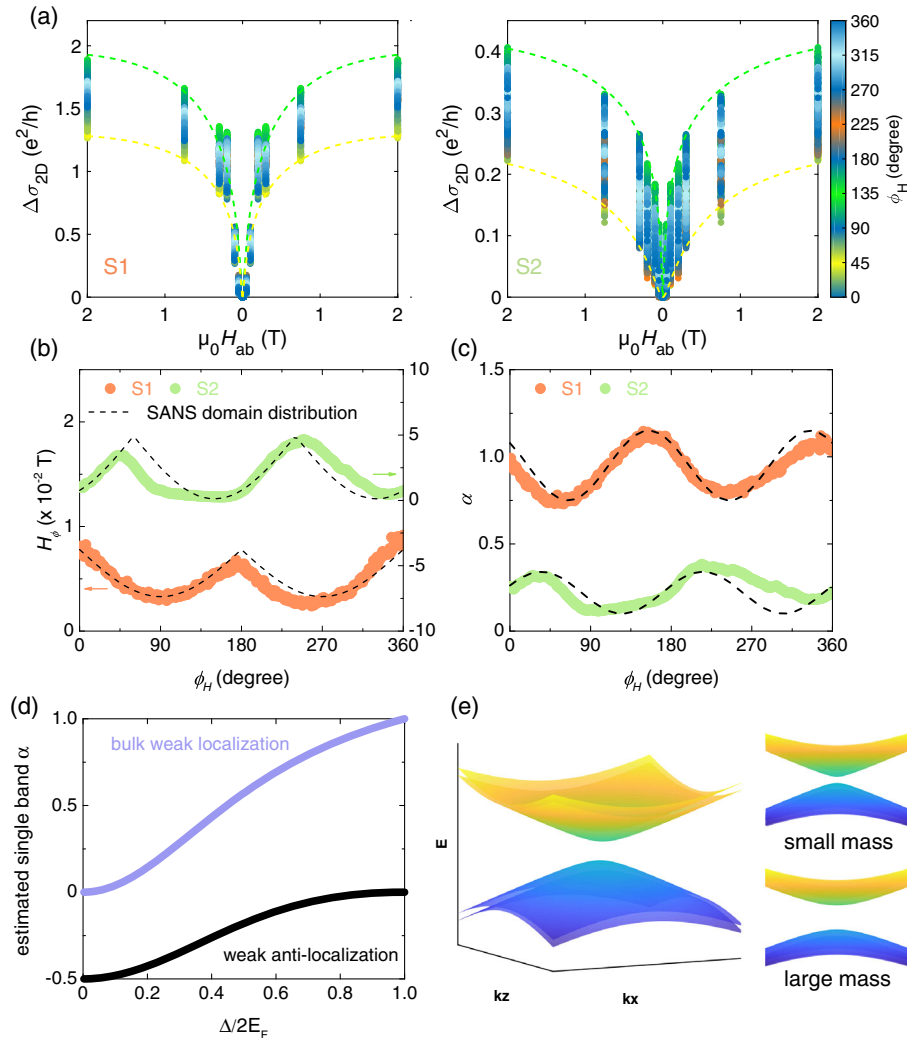 (a)
2
1.5
1
0.5
0
Δσ2D (e²/h)
S1
2 1 0 1 2
μ0Hab (T)
0.4
0.3
0.2
0.1
0
Δσ2D (e²/h)
S2
2 1 0 1 2
μ0Hab (T)
360
315
270
225
180
135
90
45
0
ϕH (degree)
(b)
S1 S2
SANS domain distribution
2
1
0
Hϕ (x 10⁻² T)
10
5
0
-5
-10
0 90 180 270 360
ϕH (degree)
(c)
S1 S2
1.5
1.0
0.5
0
α
0 90 180 270 360
ϕH (degree)
(d)
1.0
0.5
0
-0.5
estimated single band α
bulk weak localization
weak anti-localization
0 0.2 0.4 0.6 0.8 1.0
Δ/2EF
(e)
E
kz
kx
small mass
large mass